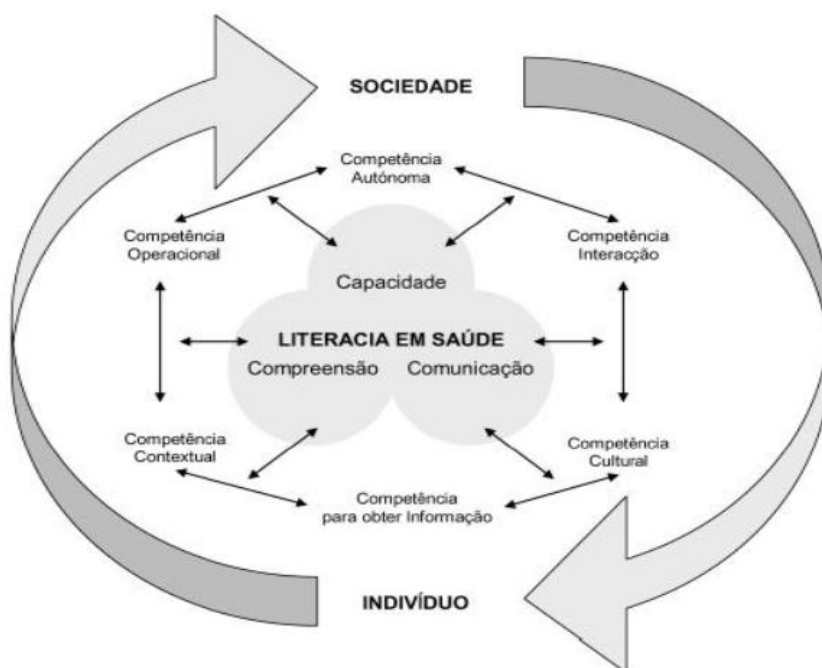 SOCIEDADE
Competência
Autónoma
Competência
Operacional
Competência
Interacção
Capacidade
LITERACIA EM SAÚDE
Compreensão
Comunicação
Competência
Contextual
Competência
Cultural
Competência
para obter Informação
INDIVÍDUO